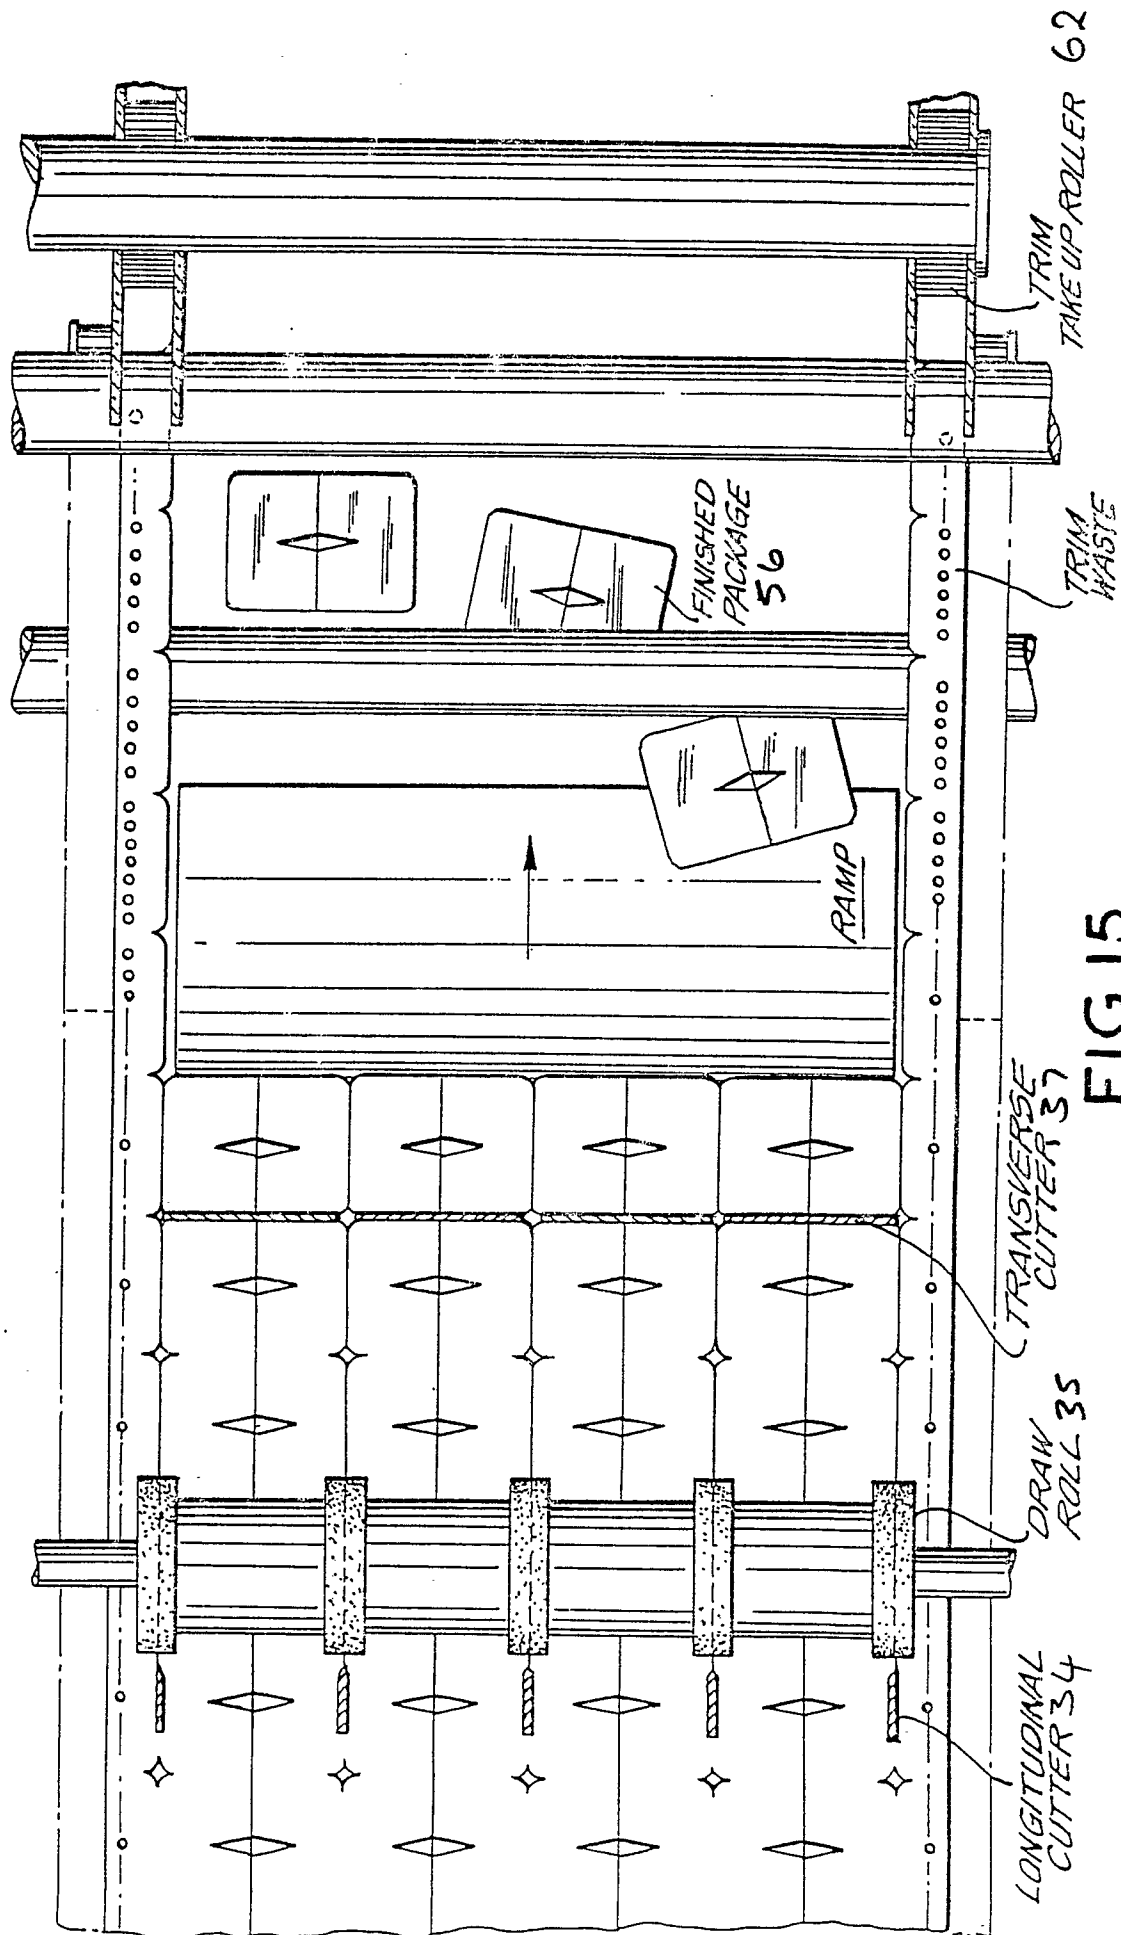 LONGITUDINAL
CUTTER 34
DRAW
ROLL 35
TRANSVERSE
CUTTER 37
RAMP
FINISHED
PACKAGE
56
TRIM
WASTE
TRIM
TAKE UP ROLLER 62
FIG 15